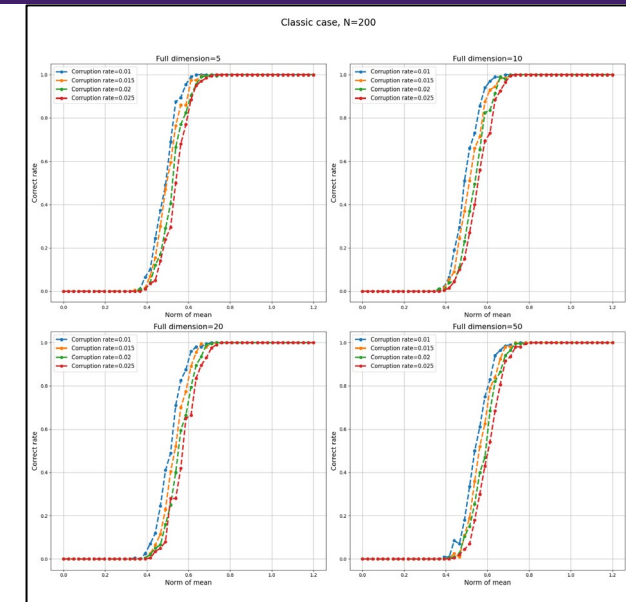 Classic case, N=200
Full dimension=5
Corruption rate=0.01
Corruption rate=0.015
Corruption rate=0.02
Corruption rate=0.025
Correct rate
1.0
0.8
0.6
0.4
0.2
0.0
0.0 0.2 0.4 0.6 0.8 1.0 1.2
Norm of mean
Full dimension=10
Corruption rate=0.01
Corruption rate=0.015
Corruption rate=0.02
Corruption rate=0.025
Correct rate
1.0
0.8
0.6
0.4
0.2
0.0
0.0 0.2 0.4 0.6 0.8 1.0 1.2
Norm of mean
Full dimension=20
Corruption rate=0.01
Corruption rate=0.015
Corruption rate=0.02
Corruption rate=0.025
Correct rate
1.0
0.8
0.6
0.4
0.2
0.0
0.0 0.2 0.4 0.6 0.8 1.0 1.2
Norm of mean
Full dimension=50
Corruption rate=0.01
Corruption rate=0.015
Corruption rate=0.02
Corruption rate=0.025
Correct rate
1.0
0.8
0.6
0.4
0.2
0.0
0.0 0.2 0.4 0.6 0.8 1.0 1.2
Norm of mean